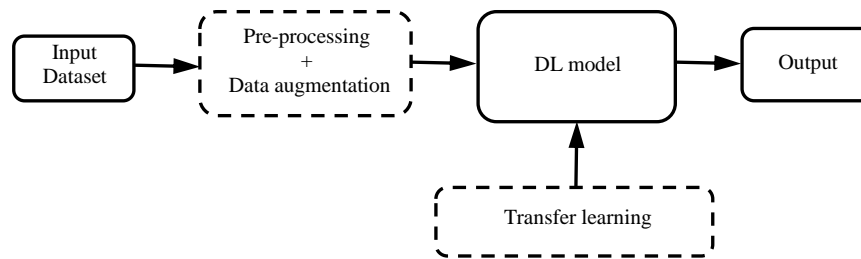 Input
Dataset
Pre-processing
+
Data augmentation
DL model
Output
Transfer learning